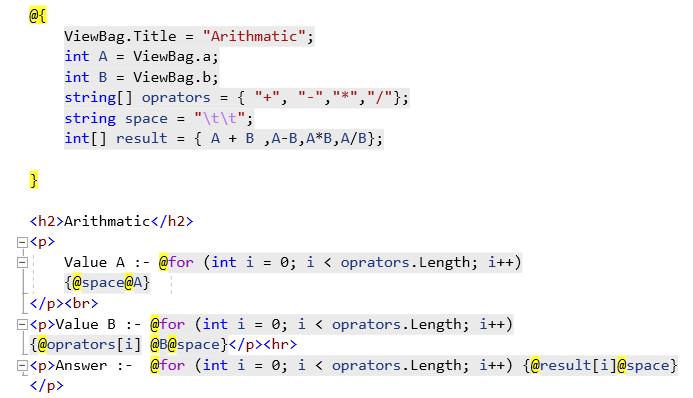 @{
ViewBag.Title = "Arithmatic";
int A = ViewBag.a;
int B = ViewBag.b;
string[] oprators = { "+", "-","*","/"};
string space = "\t\t";
int[] result = { A + B ,A-B,A*B,A/B};
}
<h2>Arithmatic</h2>
<p>
Value A :- @for (int i = 0; i < oprators.Length; i++)
{@space@A}
</p><br>
<p>Value B :- @for (int i = 0; i < oprators.Length; i++)
{@oprators[i] @B@space}</p><hr>
<p>Answer :-  @for (int i = 0; i < oprators.Length; i++) {@result[i]@space}
</p>